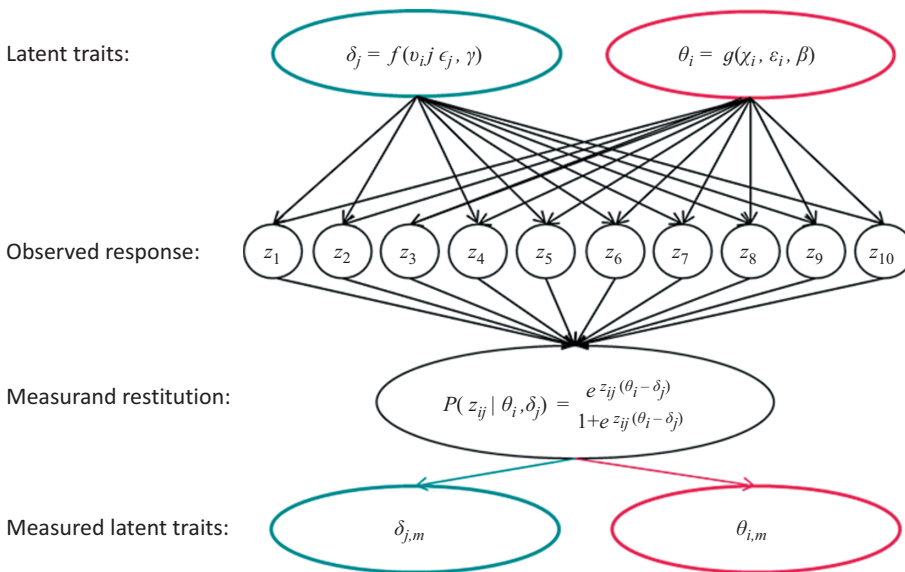 Latent traits: δj = f(υi j ϵj, γ) θi = g(χi, εi, β)
Observed response: z1 z2 z3 z4 z5 z6 z7 z8 z9 z10
Measurand restitution: P(zij | θi,δj) = e^zij(θi−δj) / 1+e^zij(θi−δj)
Measured latent traits: δj,m θi,m